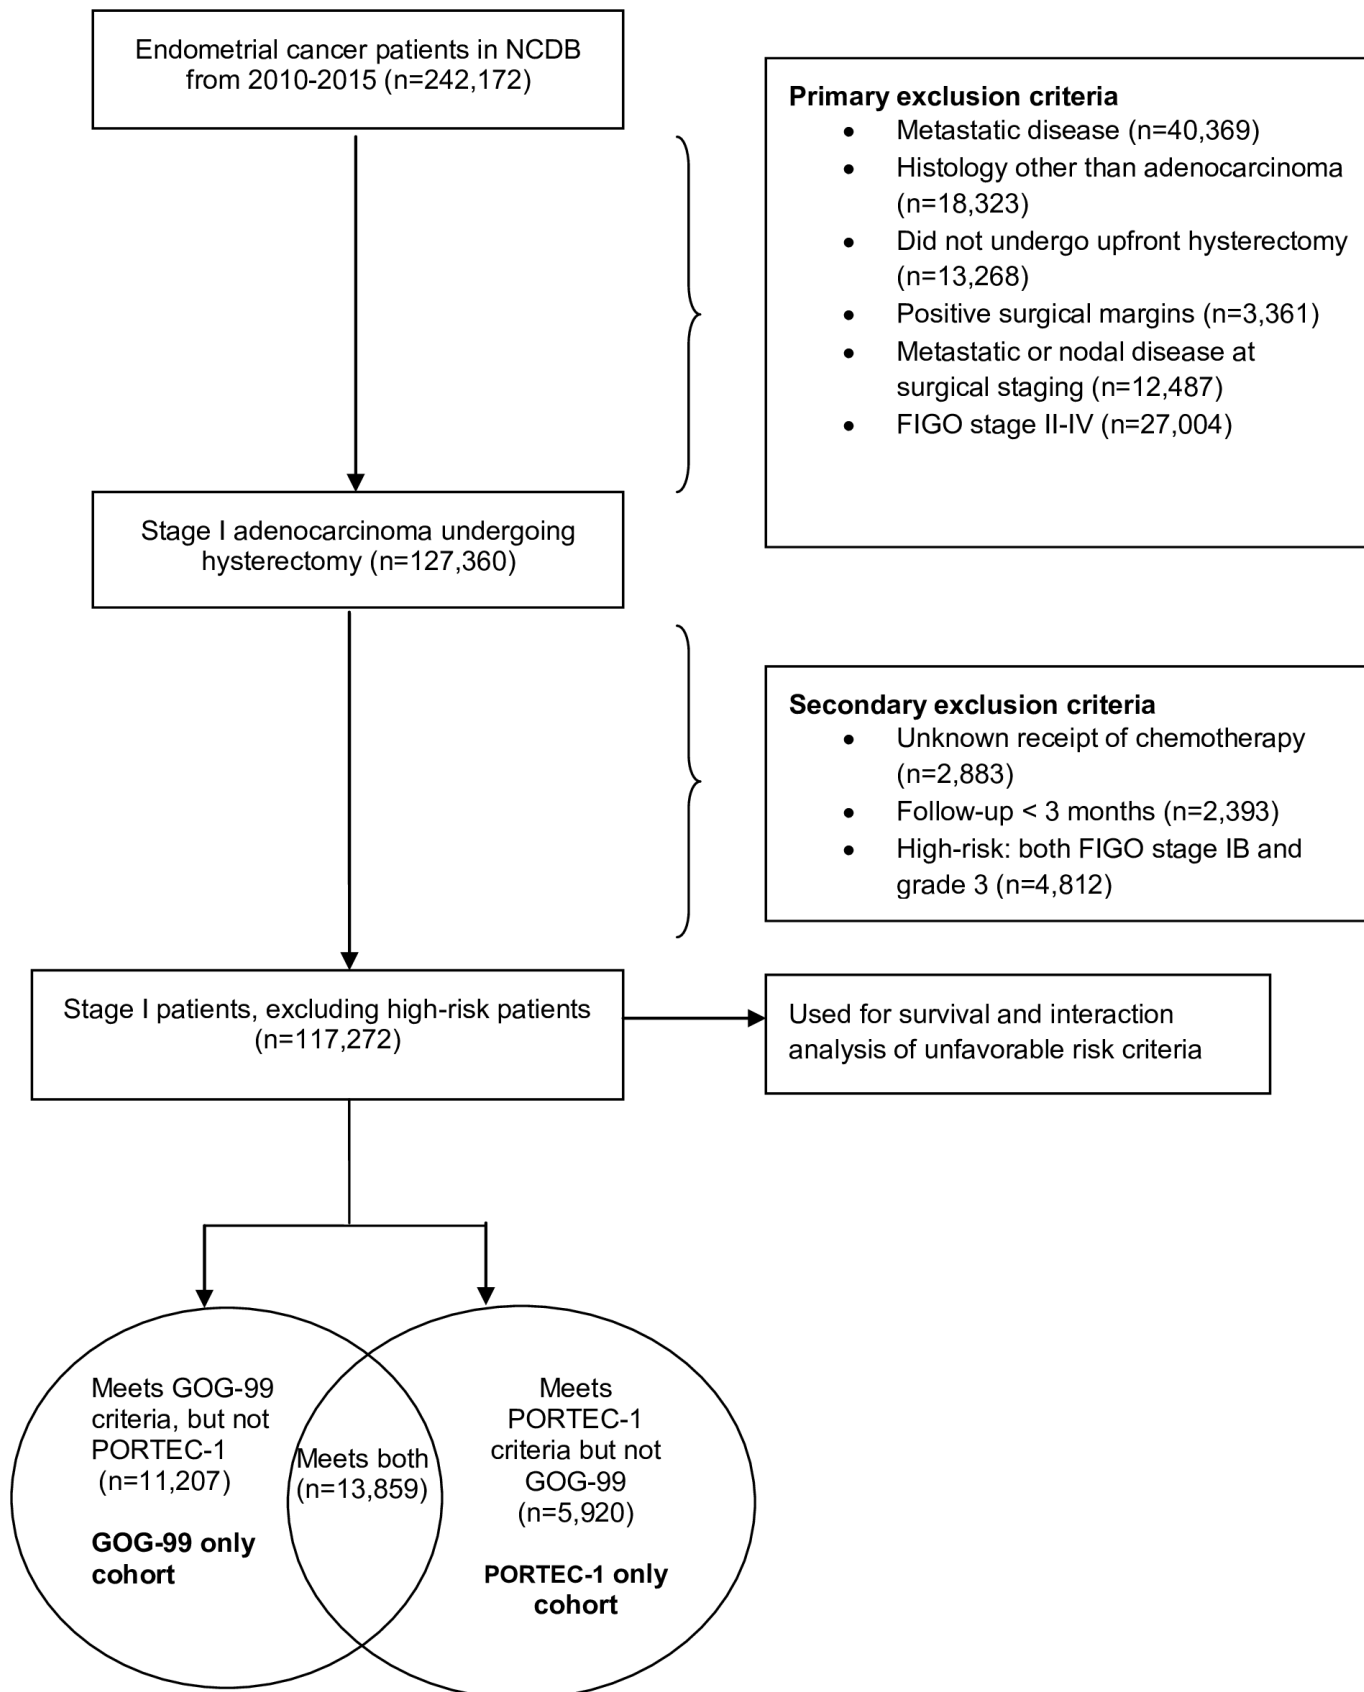 Endometrial cancer patients in NCDB
from 2010-2015 (n=242,172)
Primary exclusion criteria
• Metastatic disease (n=40,369)
• Histology other than adenocarcinoma
(n=18,323)
• Did not undergo upfront hysterectomy
(n=13,268)
• Positive surgical margins (n=3,361)
• Metastatic or nodal disease at
surgical staging (n=12,487)
• FIGO stage II-IV (n=27,004)
Stage I adenocarcinoma undergoing
hysterectomy (n=127,360)
Secondary exclusion criteria
• Unknown receipt of chemotherapy
(n=2,883)
• Follow-up < 3 months (n=2,393)
• High-risk: both FIGO stage IB and
grade 3 (n=4,812)
Stage I patients, excluding high-risk patients
(n=117,272)
Used for survival and interaction
analysis of unfavorable risk criteria
Meets GOG-99
criteria, but not
PORTEC-1
(n=11,207)
GOG-99 only
cohort
Meets both
(n=13,859)
Meets
PORTEC-1
criteria but not
GOG-99
(n=5,920)
PORTEC-1 only
cohort